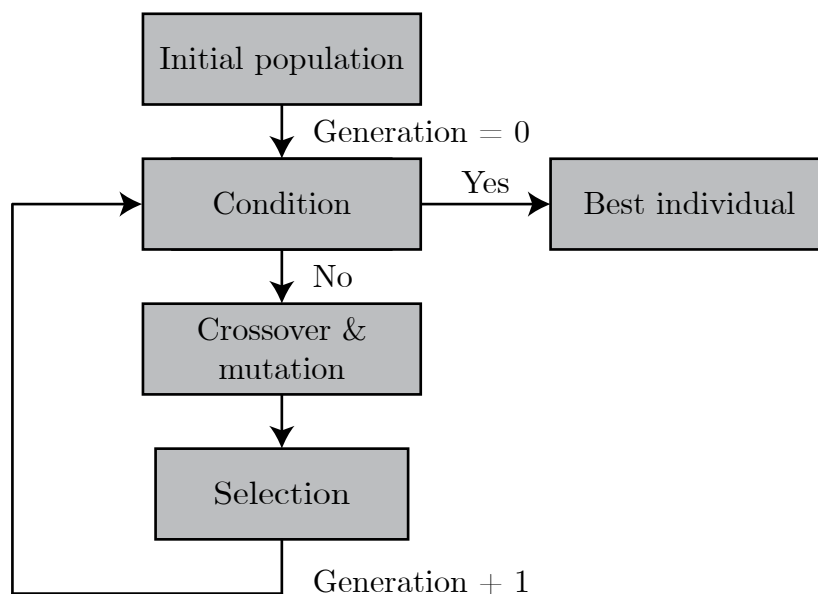 Initial population
Generation = 0
Condition
Yes
Best individual
No
Crossover &
mutation
Selection
Generation + 1